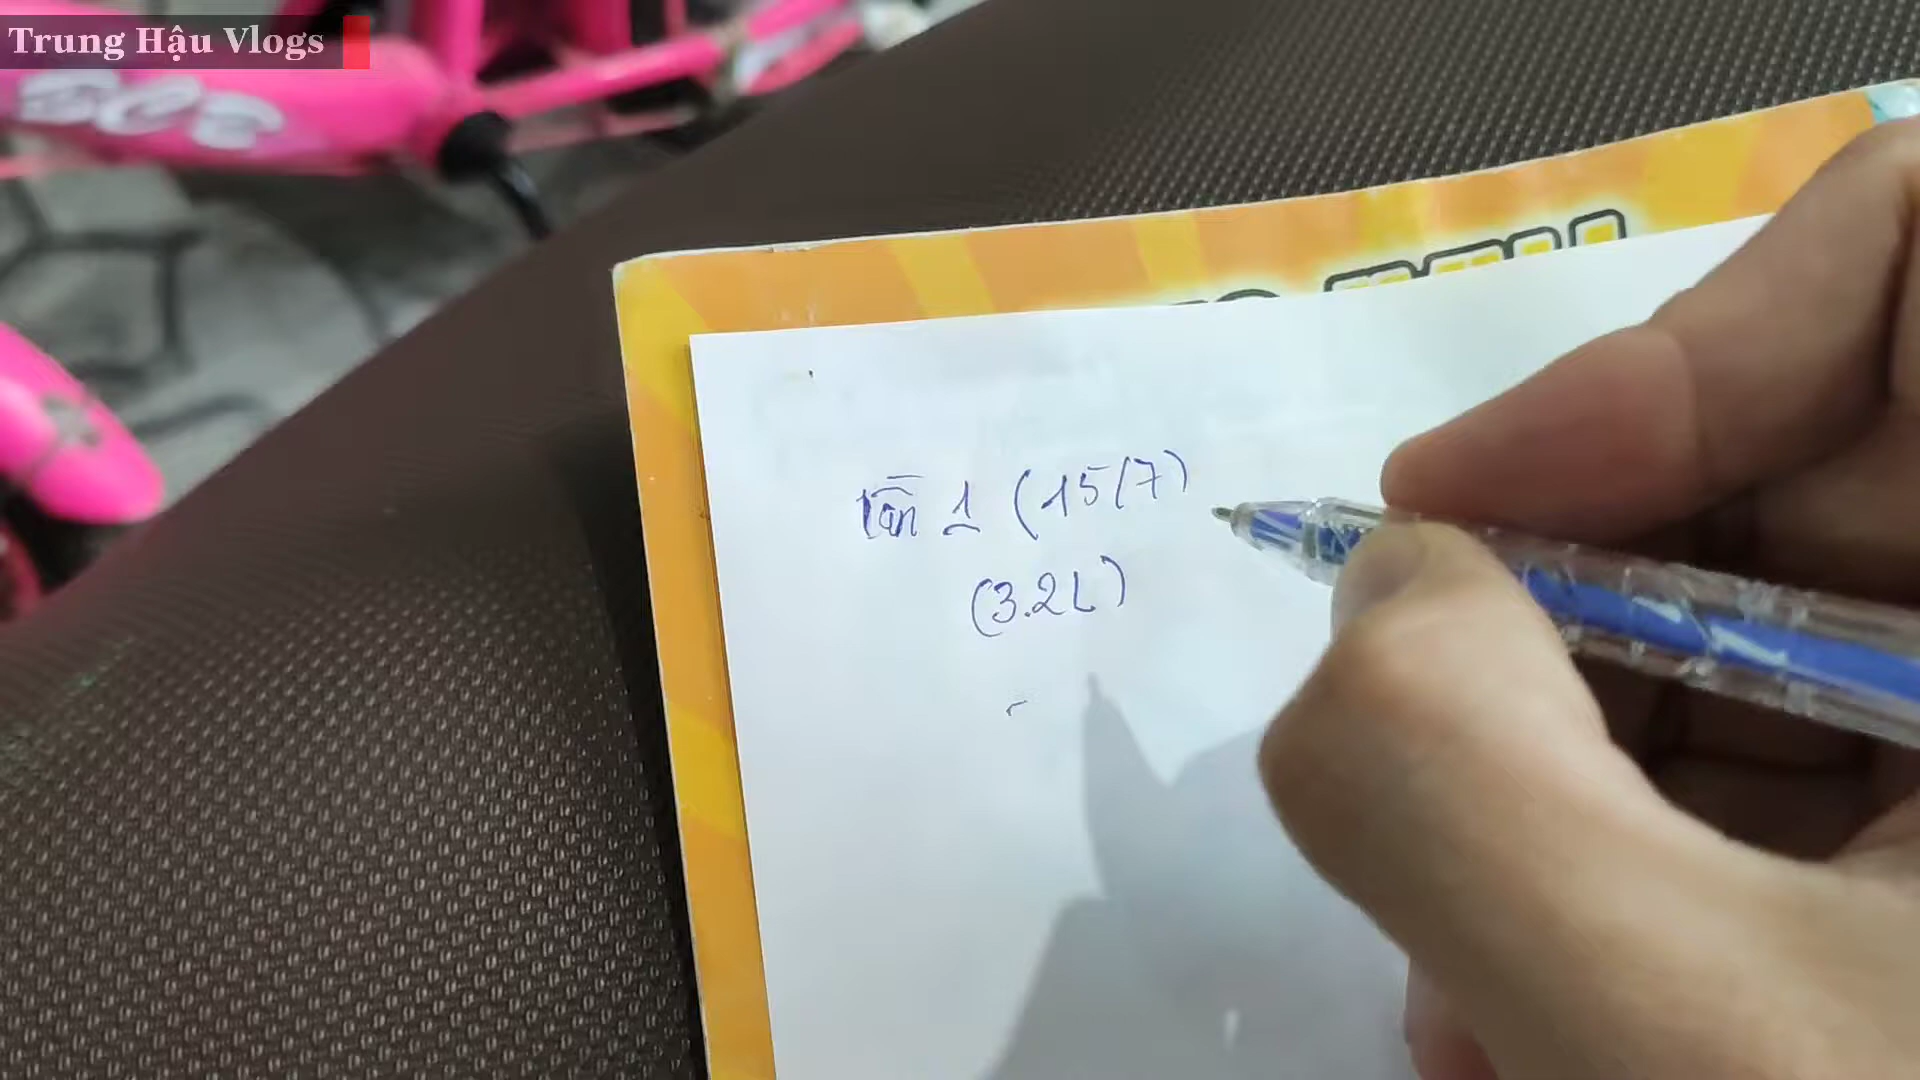 Trung Hậu Vlogs
Lần 1 (15/7)
(3.2L)